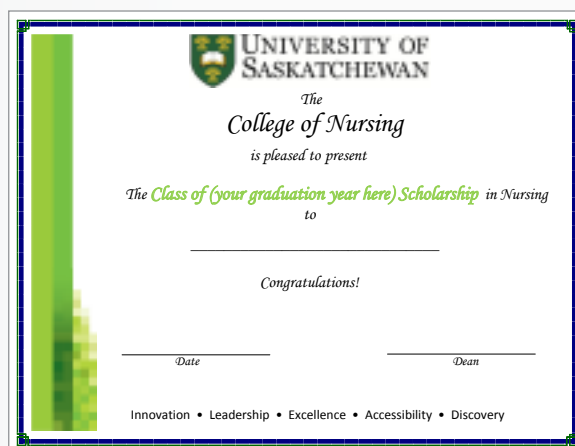 UNIVERSITY OF
SASKATCHEWAN
The
College of Nursing
is pleased to present
The Class of (your graduation year here) Scholarship in Nursing
to
Congratulations!
Date Dean
Innovation • Leadership • Excellence • Accessibility • Discovery